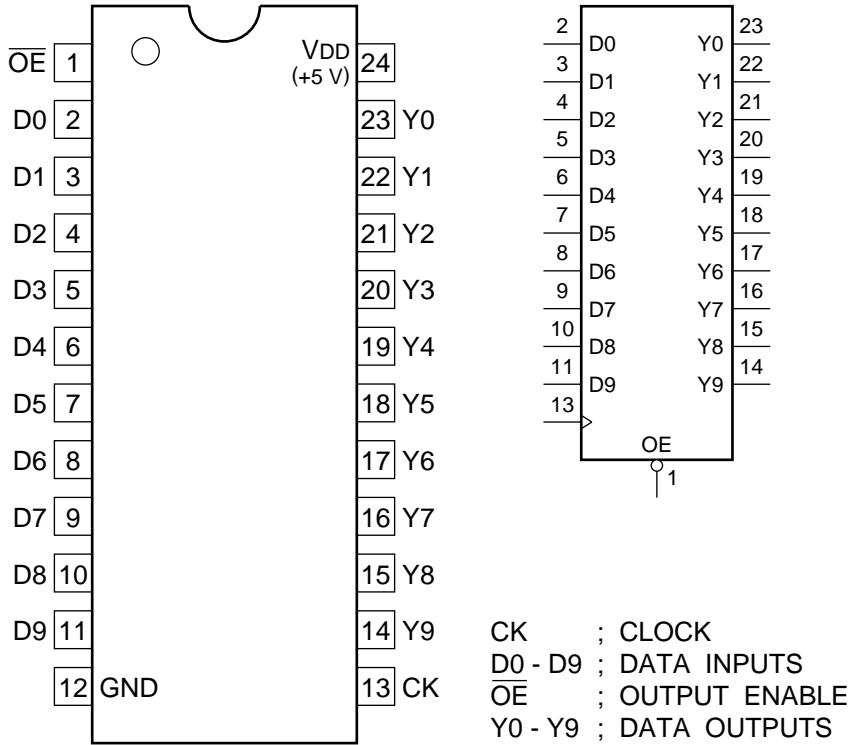 O̅E̅ 1 VDD 24
(+5 V)
D0 2 23 Y0
D1 3 22 Y1
D2 4 21 Y2
D3 5 20 Y3
D4 6 19 Y4
D5 7 18 Y5
D6 8 17 Y6
D7 9 16 Y7
D8 10 15 Y8
D9 11 14 Y9
12 GND 13 CK
2 D0 Y0 23
3 D1 Y1 22
4 D2 Y2 21
5 D3 Y3 20
6 D4 Y4 19
7 D5 Y5 18
8 D6 Y6 17
9 D7 Y7 16
10 D8 Y8 15
11 D9 Y9 14
13
OE
1
CK ; CLOCK
D0 - D9 ; DATA INPUTS
O̅E̅ ; OUTPUT ENABLE
Y0 - Y9 ; DATA OUTPUTS